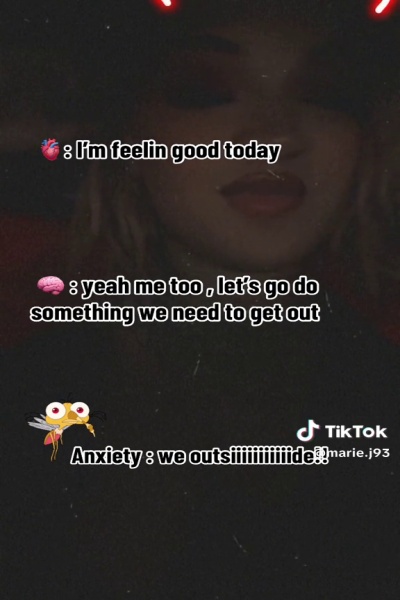 🫀: I'm feelin good today
🧠 : yeah me too , let's go do
something we need to get out
TikTok
Anxiety : we outsiiiiiiiiiiide!!
@marie.j93